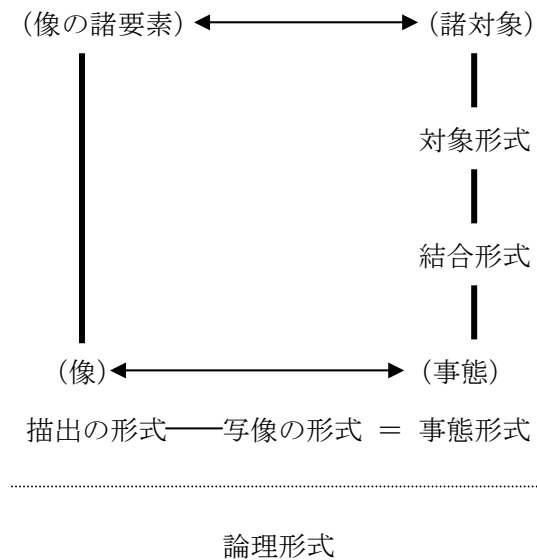 （像の諸要素） （諸対象）
対象形式
結合形式
（像） （事態）
描出の形式――写像の形式 ＝ 事態形式
論理形式